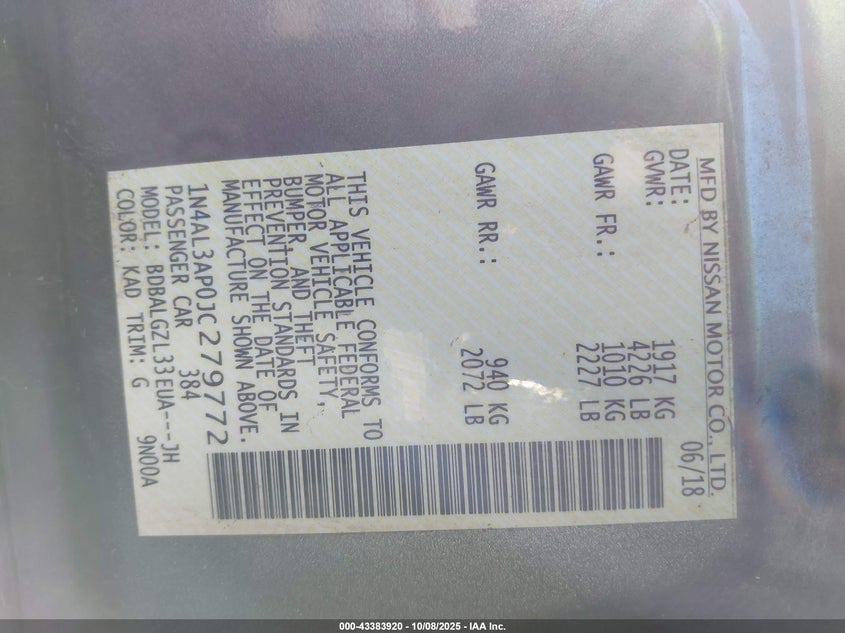 MFD BY NISSAN MOTOR CO., LTD.
DATE: 06/18
GVWR: 1917 KG
4226 LB
GAWR FR.: 1010 KG
2227 LB
GAWR RR.: 940 KG
2072 LB
THIS VEHICLE CONFORMS TO
ALL APPLICABLE FEDERAL
MOTOR VEHICLE SAFETY,
BUMPER, AND THEFT
PREVENTION STANDARDS IN
EFFECT ON THE DATE OF
MANUFACTURE SHOWN ABOVE.
1N4AL3AP0JC279772
PASSENGER CAR 384
MODEL: BDBALGZL33EUA---JH
COLOR: KAD TRIM: G 9N00A
000-43383920 - 10/08/2025 - IAA Inc.